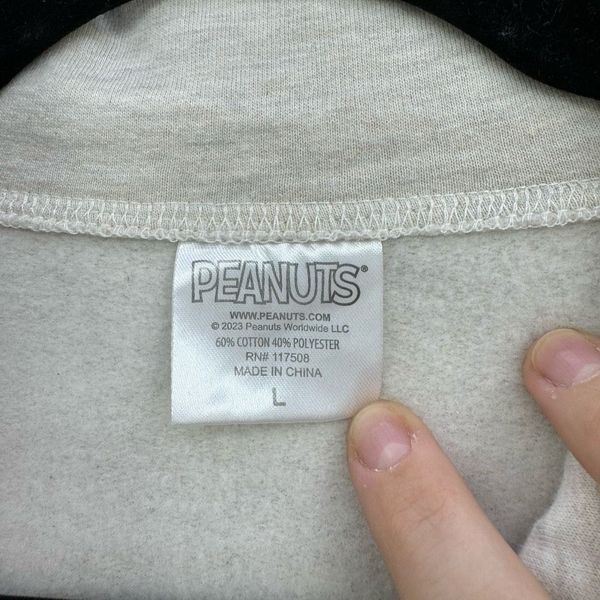 PEANUTS®
WWW.PEANUTS.COM
© 2023 Peanuts Worldwide LLC
60% COTTON 40% POLYESTER
RN# 117508
MADE IN CHINA
L